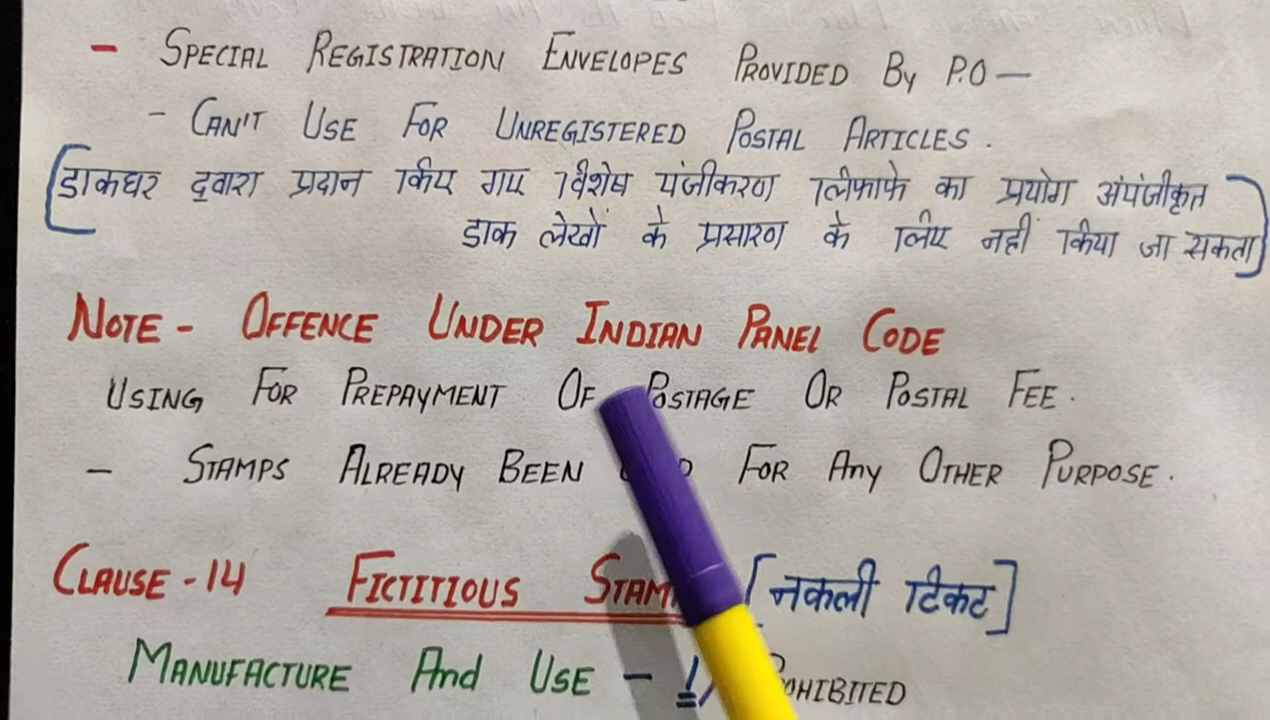 - SPECIAL REGISTRATION ENVELOPES PROVIDED BY P.O —
- CAN'T USE FOR UNREGISTERED POSTAL ARTICLES.
[डाकघर द्वारा प्रदान किए गए विशेष पंजीकरण लिफाफे का प्रयोग अंपंजीकृत
डाक लेखों के प्रसारण के लिए नहीं किया जा सकता]
NOTE - OFFENCE UNDER INDIAN PANEL CODE
USING FOR PREPAYMENT OF POSTAGE OR POSTAL FEE.
- STAMPS ALREADY BEEN FOR ANY OTHER PURPOSE.
CLAUSE - 14 FICTITIOUS [नकली टिकट]
MANUFACTURE AND USE - 1)